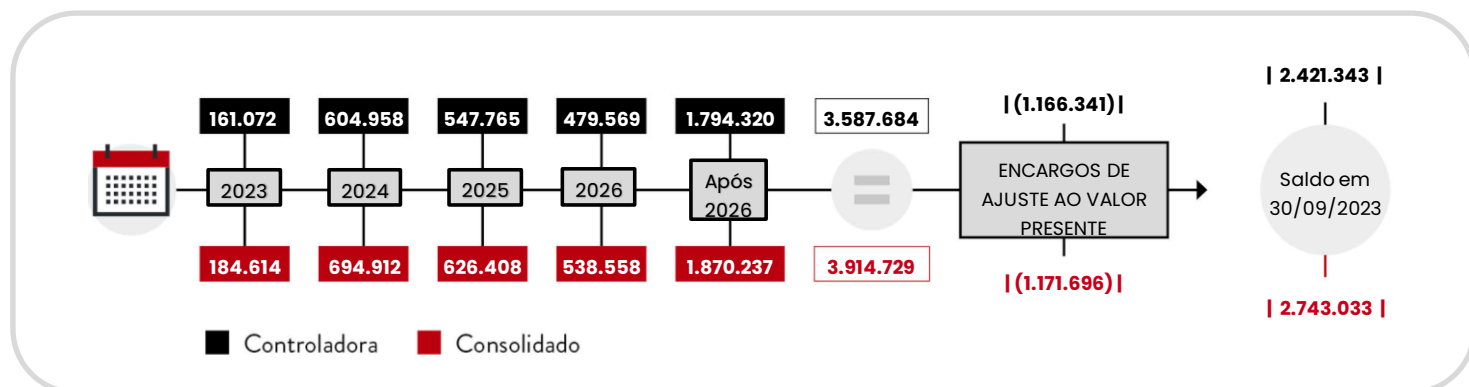 | 2.421.343 |
161.072 604.958 547.765 479.569 1.794.320 3.587.684 |(1.166.341)|
2023 2024 2025 2026 Após
2026
ENCARGOS DE
AJUSTE AO VALOR
PRESENTE
Saldo em
30/09/2023
184.614 694.912 626.408 538.558 1.870.237 3.914.729 |(1.171.696)|
| 2.743.033 |
Controladora Consolidado